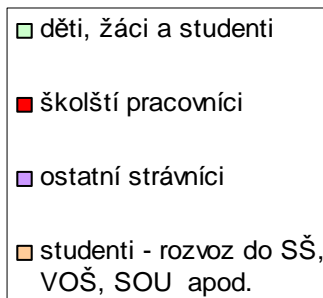 děti, žáci a studenti
školští pracovníci
ostatní strávníci
studenti - rozvoz do SŠ,
VOŠ, SOU apod.